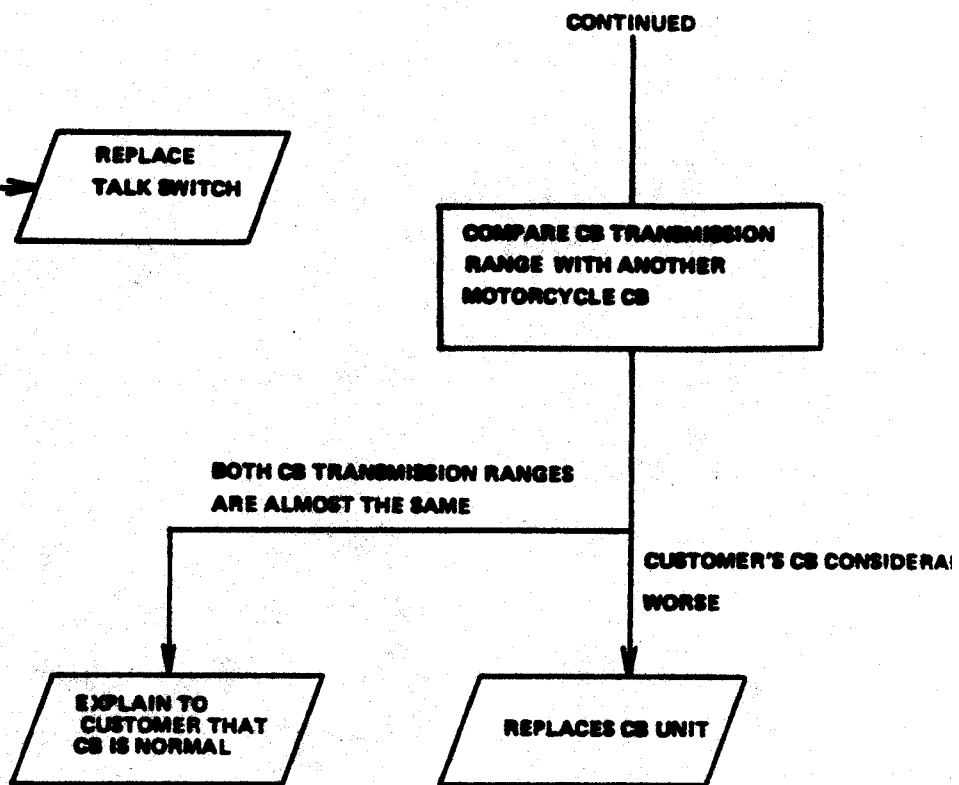 CONTINUED
REPLACE
TALK SWITCH
COMPARE CB TRANSMISSION
RANGE WITH ANOTHER
MOTORCYCLE CB
BOTH CB TRANSMISSION RANGES
ARE ALMOST THE SAME
CUSTOMER'S CB
WORSE
EXPLAIN TO
CUSTOMER THAT
CB IS NORMAL
REPLACES CB UNIT